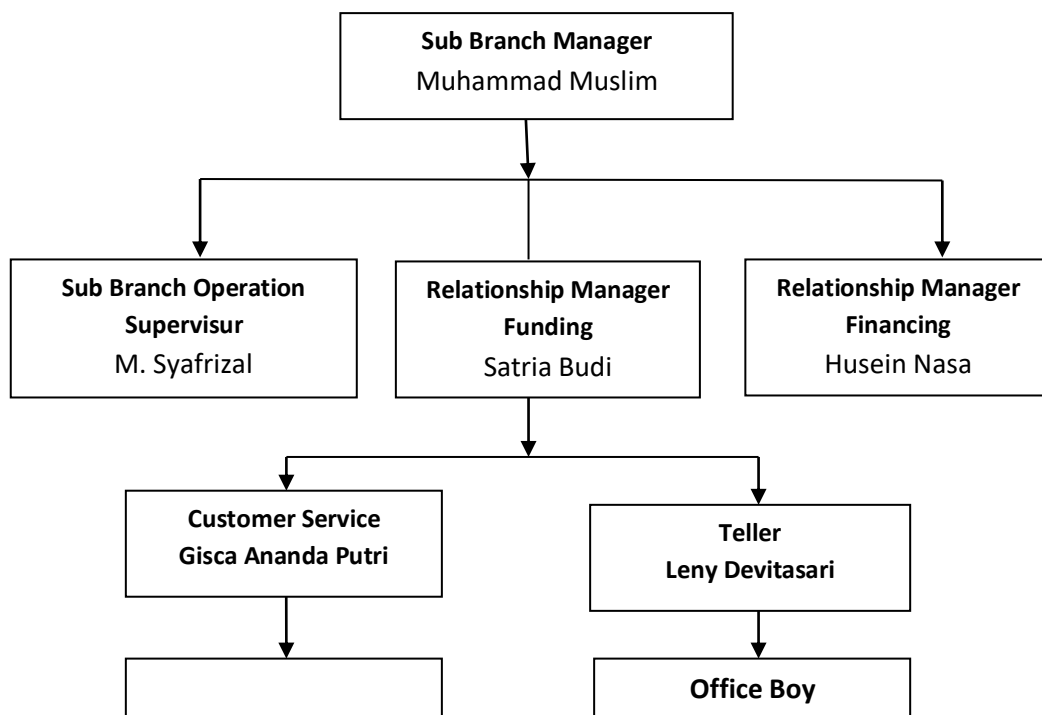 Sub Branch Manager
Muhammad Muslim
Sub Branch Operation
Supervisur
M. Syafrizal
Relationship Manager
Funding
Satria Budi
Relationship Manager
Financing
Husein Nasa
Customer Service
Gisca Ananda Putri
Teller
Leny Devitasari
Office Boy